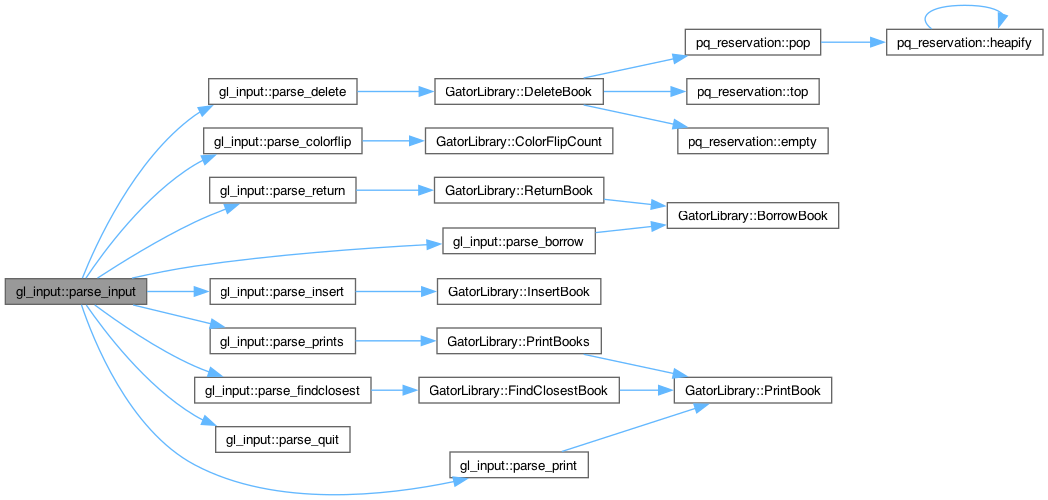 pq_reservation::pop
pq_reservation::heapify
gl_input::parse_delete
GatorLibrary::DeleteBook
pq_reservation::top
gl_input::parse_colorflip
GatorLibrary::ColorFlipCount
pq_reservation::empty
gl_input::parse_return
GatorLibrary::ReturnBook
GatorLibrary::BorrowBook
gl_input::parse_borrow
gl_input::parse_input
gl_input::parse_insert
GatorLibrary::InsertBook
gl_input::parse_prints
GatorLibrary::PrintBooks
gl_input::parse_findclosest
GatorLibrary::FindClosestBook
GatorLibrary::PrintBook
gl_input::parse_quit
gl_input::parse_print